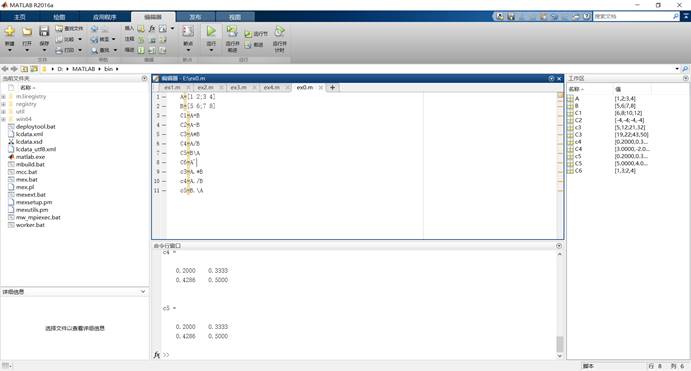 MATLAB R2016a
主页 绘图 应用程序 编辑器 发布 视图
搜索文档
新建 打开 保存 查找文件 比较 打印 转至 查找 插入 注释 缩进 断点 运行 运行并前进 运行节 前进 运行并计时
文件 导航 编辑 断点 运行
D: MATLAB bin
当前文件夹
名称
m3iregistry
registry
util
win64
deploytool.bat
lcdata.xml
lcdata.xsd
lcdata_utf8.xml
matlab.exe
mbuild.bat
mcc.bat
mex.bat
mex.pl
mexext.bat
mexsetup.pm
mexutils.pm
mw_mpiexec.bat
worker.bat
详细信息
选择文件以查看详细信息
编辑器 - E:\ex0.m
ex1.m ex2.m ex3.m ex4.m ex0.m
1 A=[1 2;3 4]
2 B=[5 6;7 8]
3 C1=A+B
4 C2=A-B
5 C3=A*B
6 C4=A/B
7 C5=B\A
8 C6=A'
9 c3=A.*B
10 c4=A./B
11 c5=B.\A
命令行窗口
c4 =
0.2000 0.3333
0.4286 0.5000
c5 =
0.2000 0.3333
0.4286 0.5000
fx >>
工作区
名称 值
A [1,2;3,4]
B [5,6;7,8]
C1 [6,8;10,12]
C2 [-4,-4;-4,-4]
c3 [5,12;21,32]
C3 [19,22;43,50]
c4 [0.2000,0.3...
C4 [3.0000,-2.0...
c5 [0.2000,0.3...
C5 [5.0000,4.0...
C6 [1,3;2,4]
脚本 行 8 列 6